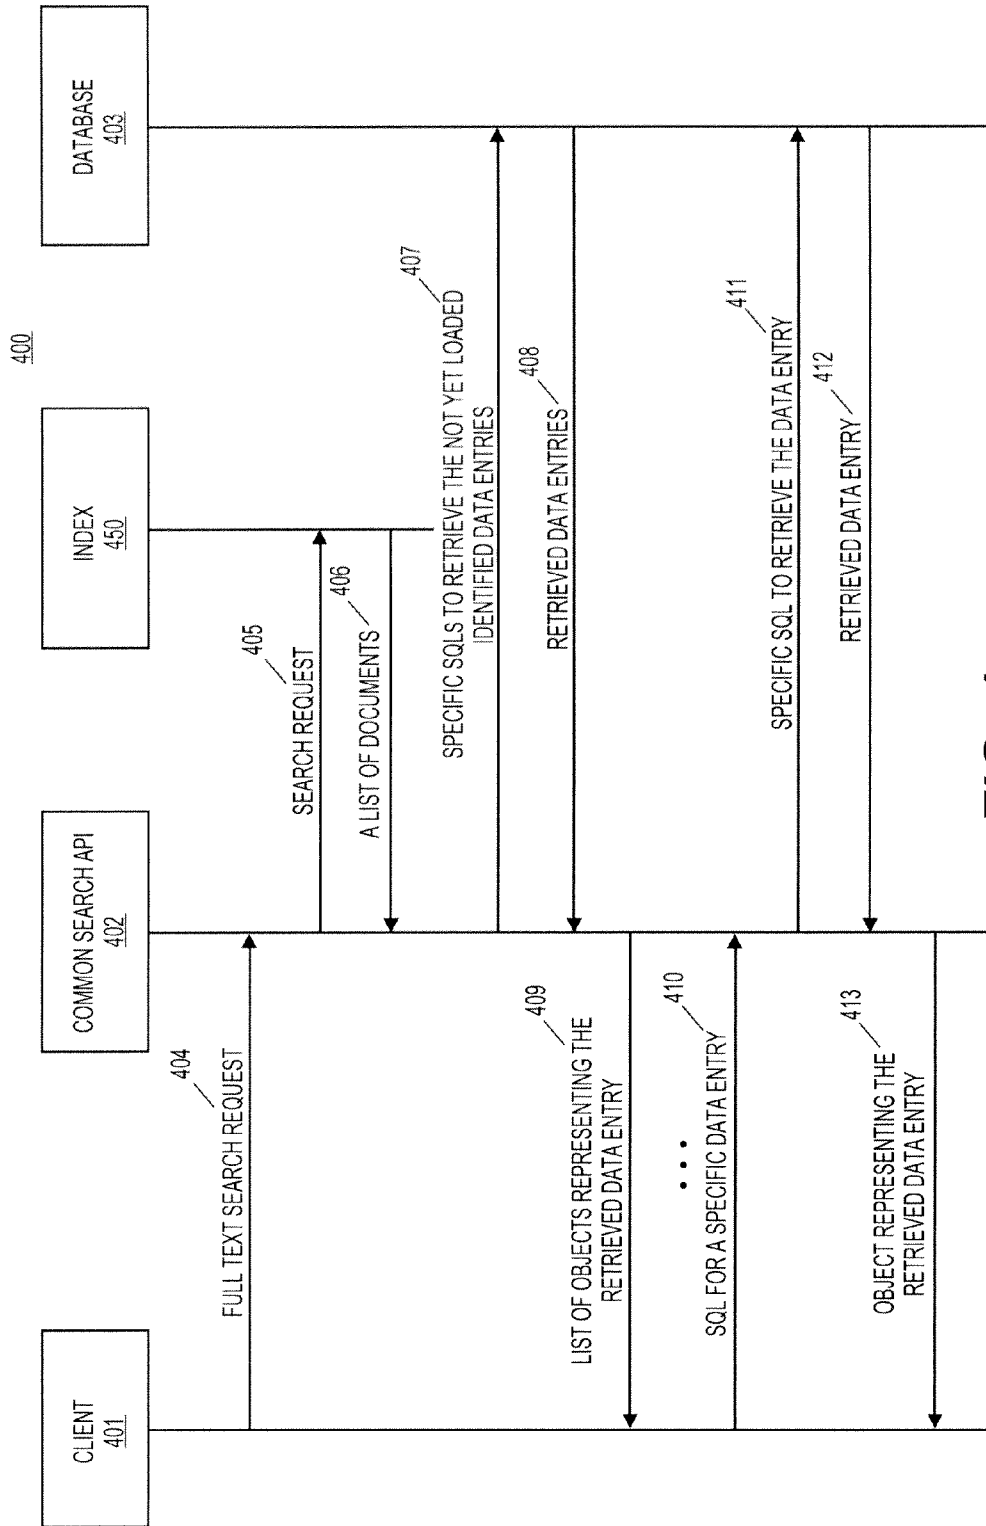 400
CLIENT
401
COMMON SEARCH API
402
INDEX
450
DATABASE
403
404
FULL TEXT SEARCH REQUEST
405
SEARCH REQUEST
406
A LIST OF DOCUMENTS
407
SPECIFIC SQLS TO RETRIEVE THE NOT YET LOADED
IDENTIFIED DATA ENTRIES
408
RETRIEVED DATA ENTRIES
409
LIST OF OBJECTS REPRESENTING THE
RETRIEVED DATA ENTRY
• • •
410
SQL FOR A SPECIFIC DATA ENTRY
411
SPECIFIC SQL TO RETRIEVE THE DATA ENTRY
412
RETRIEVED DATA ENTRY
413
OBJECT REPRESENTING THE
RETRIEVED DATA ENTRY